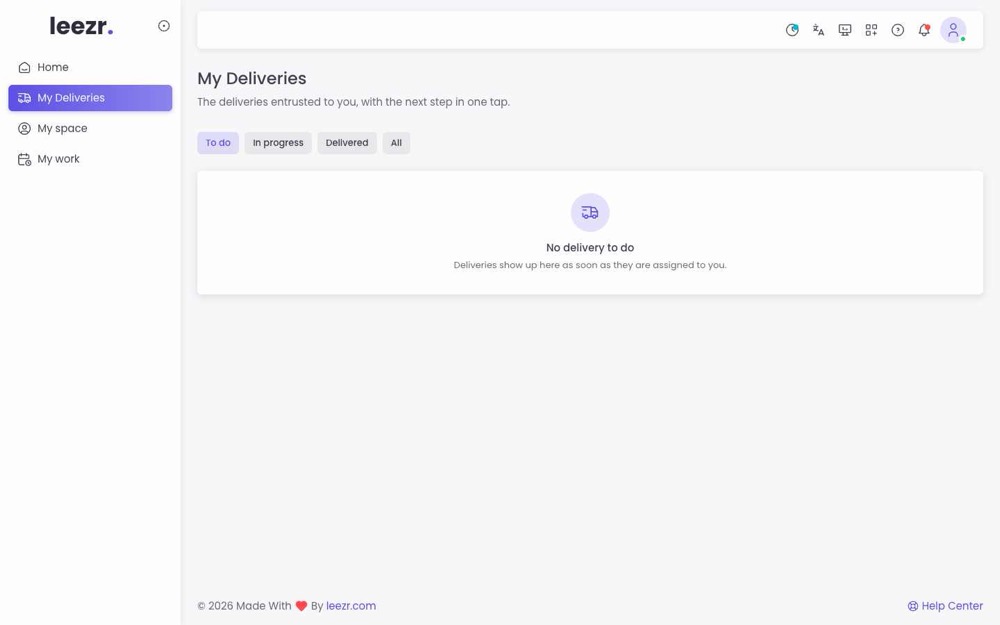 leezr.
Home
My Deliveries
My space
My work
My Deliveries
The deliveries entrusted to you, with the next step in one tap.
To do
In progress
Delivered
All
No delivery to do
Deliveries show up here as soon as they are assigned to you.
© 2026 Made With ❤️ By leezr.com
Help Center